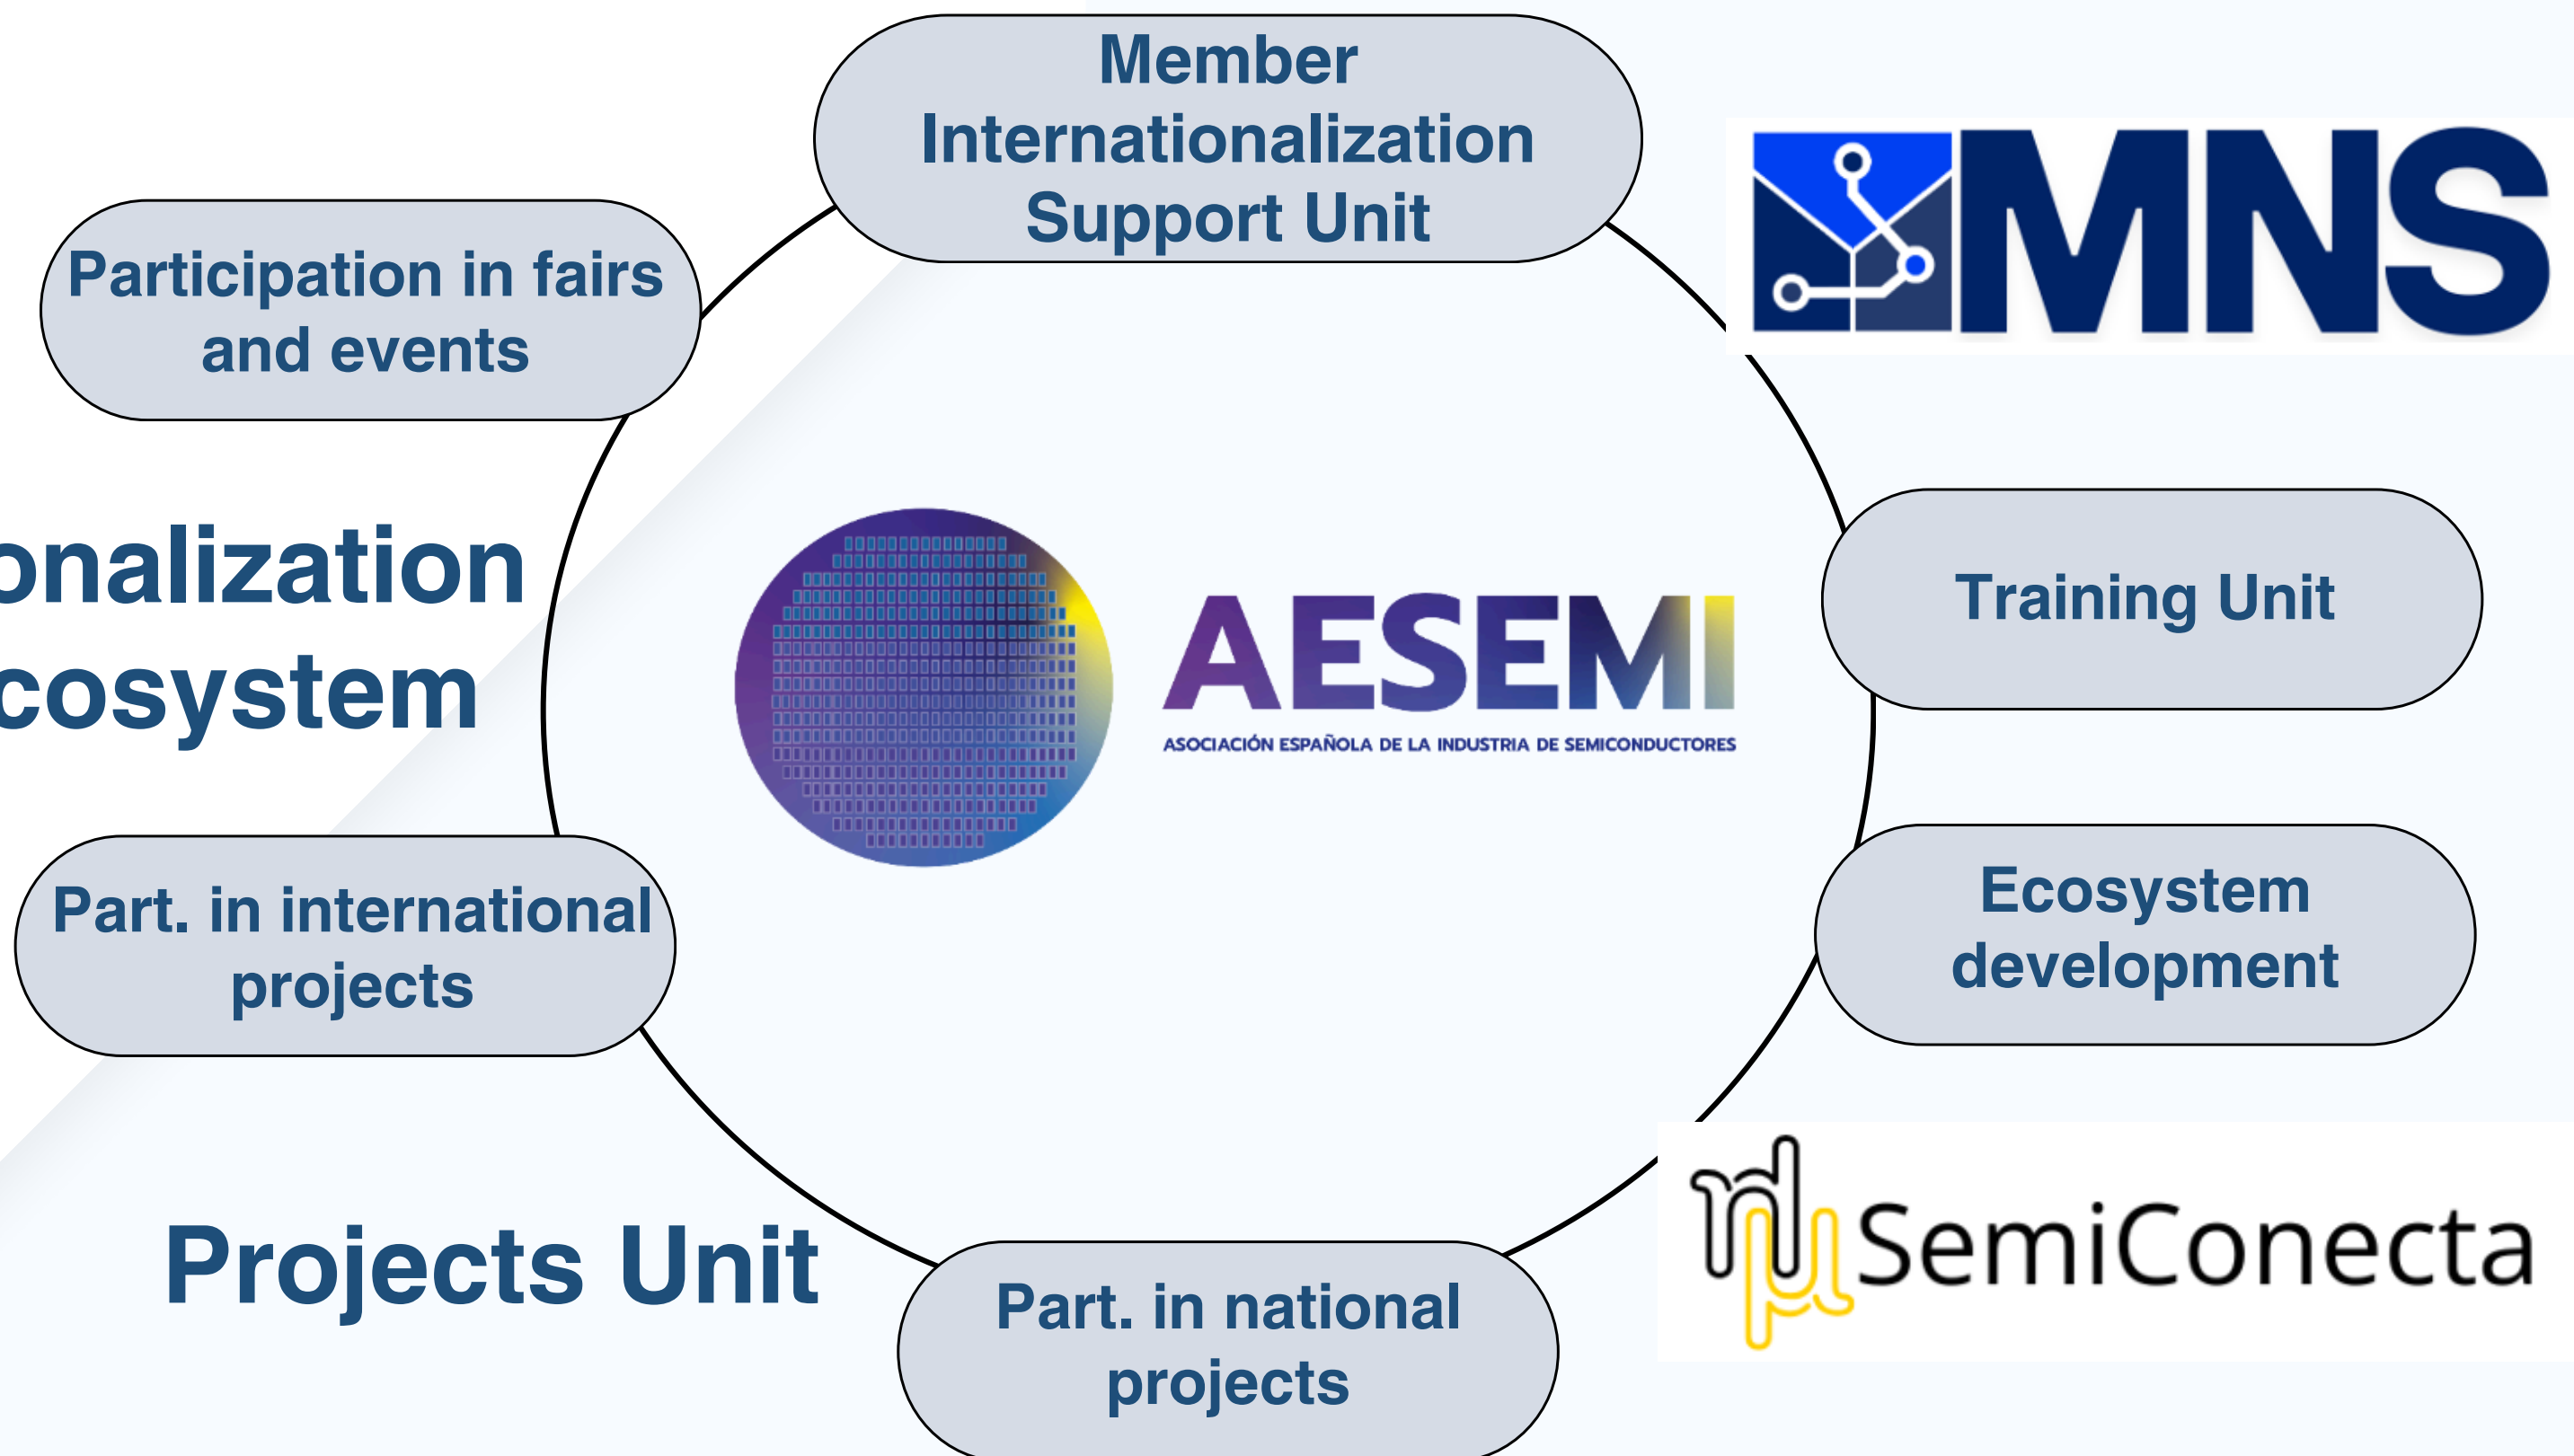 Member
Internationalization
Support Unit
MNS
Participation in fairs
and events
onalization
cosystem
AESEMI
ASOCIACIÓN ESPAÑOLA DE LA INDUSTRIA DE SEMICONDUCTORES
Training Unit
Part. in international
projects
Ecosystem
development
SemiConecta
Projects Unit
Part. in national
projects